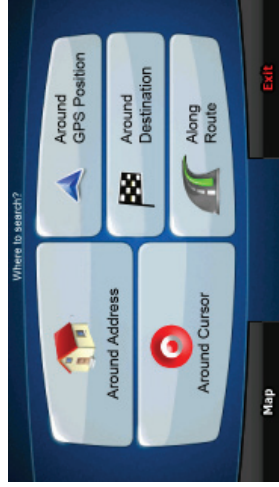 Where to search?
Around Address
Around
GPS Position
Around
Destination
Around Cursor
Along
Route
Map
Exit